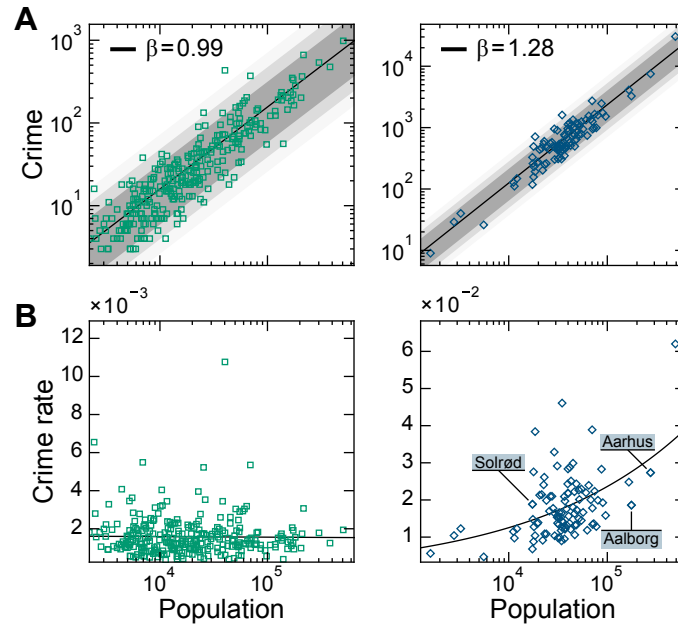 A
β=0.99
β=1.28
10³
10²
10¹
Crime
10⁴
10³
10²
10¹
B
×10⁻³
×10⁻²
12
10
8
6
4
2
Crime rate
6
5
4
3
2
1
Solrød
Aarhus
Aalborg
10⁴
10⁵
10⁴
10⁵
Population
Population